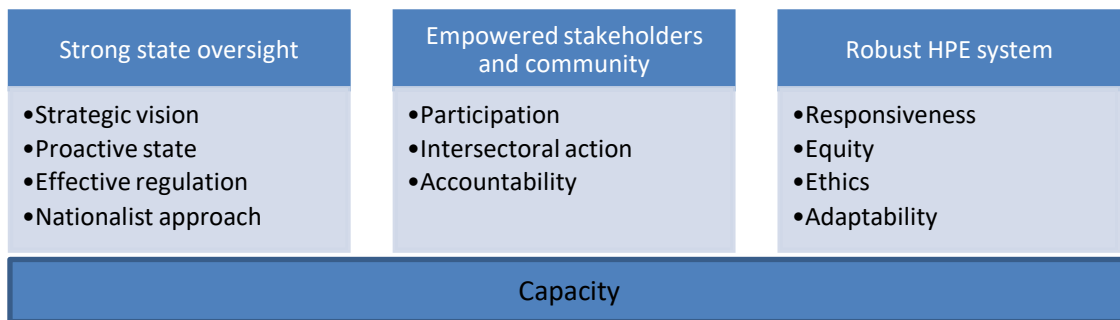 Strong state oversight
•Strategic vision
•Proactive state
•Effective regulation
•Nationalist approach
Empowered stakeholders
and community
•Participation
•Intersectoral action
•Accountability
Robust HPE system
•Responsiveness
•Equity
•Ethics
•Adaptability
Capacity